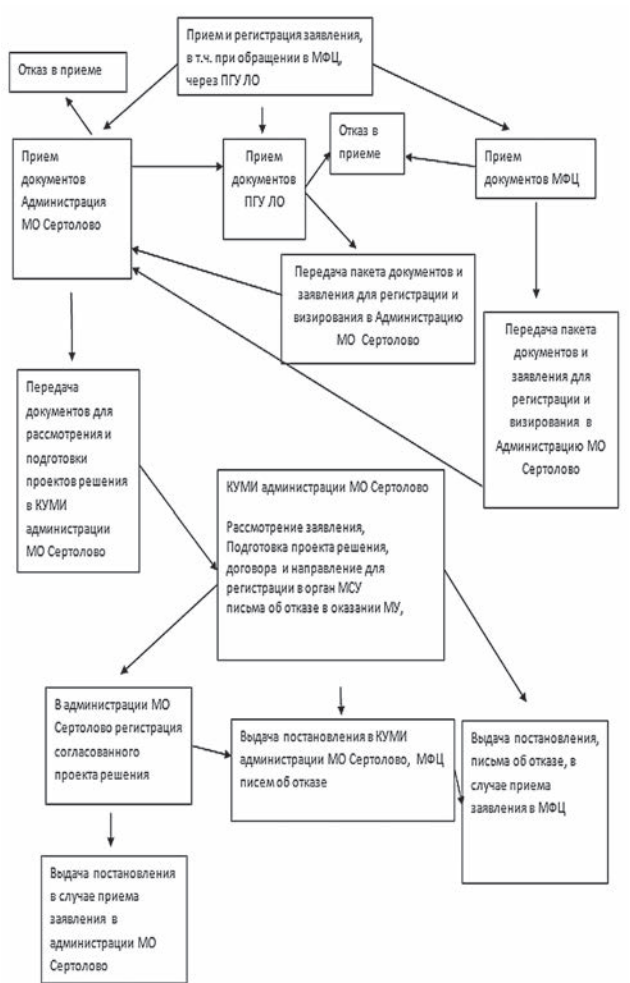 Прием и регистрация заявления,
в т.ч. при обращении в МФЦ,
через ПГУ ЛО
Отказ в приеме
Прием
документов
Администрация
МО Сертолово
Прием
документов
ПГУ ЛО
Отказ в
приеме
Прием
документов МФЦ
Передача пакета документов и
заявления для регистрации и
визирования в Администрацию
МО Сертолово
Передача пакета
документов и
заявления для
регистрации и
визирования в
Администрацию МО
Сертолово
Передача
документов для
рассмотрения и
подготовки
проектов решения
в КУМИ
администрации
МО Сертолово
КУМИ администрации МО Сертолово
Рассмотрение заявления,
Подготовка проекта решения,
договора и направление для
регистрации в орган МСУ
письма об отказе в оказании МУ,
В администрации МО
Сертолово регистрация
согласованного
проекта решения
Выдача постановления в КУМИ
администрации МО Сертолово, МФЦ
писем об отказе
Выдача постановления,
письма об отказе, в
случае приема
заявления в МФЦ
Выдача постановления
в случае приема
заявления в
администрации МО
Сертолово